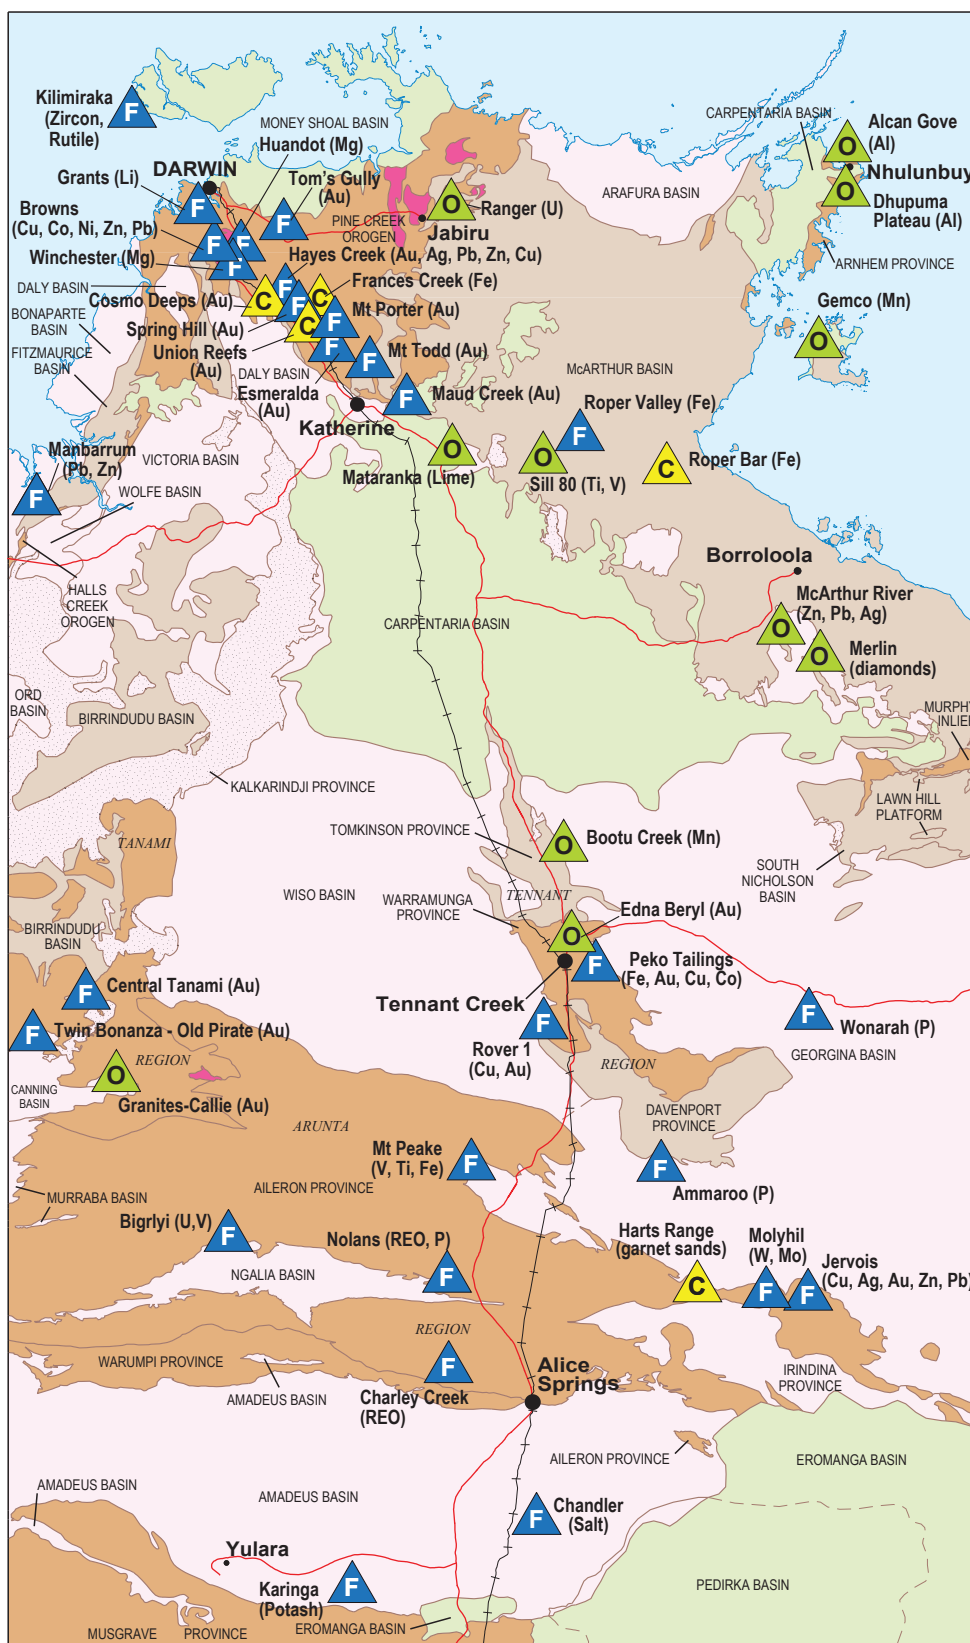 Kilimiraka
(Zircon,
Rutile)
F
MONEY SHOAL BASIN
Huandot (Mg)
CARPENTARIA BASIN
Alcan Gove
(Al)
O
Nhulunbuy
DARWIN
Grants (Li)
F
Tom's Gully
(Au)
F
PINE CREEK
OROGEN
O
Ranger (U)
Jabiru
ARAFURA BASIN
O
Dhupuma
Plateau (Al)
Browns
(Cu, Co, Ni, Zn, Pb)
F
F
Winchester (Mg)
F
Hayes Creek (Au, Ag, Pb, Zn, Cu)
F
ARNHEM PROVINCE
DALY BASIN
Cosmo Deeps (Au)
C
F
C
Frances Creek (Fe)
Gemco (Mn)
O
BONAPARTE
BASIN
Spring Hill (Au)
C
F
Mt Porter (Au)
FITZMAURICE
BASIN
Union Reefs
(Au)
F
F
Mt Todd (Au)
DALY BASIN
McARTHUR BASIN
Esmeralda
(Au)
F
Maud Creek (Au)
Katherine
Roper Valley (Fe)
F
Manbarrum
(Pb, Zn)
F
VICTORIA BASIN
WOLFE BASIN
O
Mataranka (Lime)
O
Sill 80 (Ti, V)
C
Roper Bar (Fe)
HALLS
CREEK
OROGEN
Borroloola
McArthur River
(Zn, Pb, Ag)
O
CARPENTARIA BASIN
O
Merlin
(diamonds)
ORD
BASIN
BIRRINDUDU BASIN
MURPHY
INLIER
KALKARINDJI PROVINCE
LAWN HILL
PLATFORM
TANAMI
TOMKINSON PROVINCE
O
Bootu Creek (Mn)
SOUTH
NICHOLSON
BASIN
WISO BASIN
WARRAMUNGA
PROVINCE
TENNANT
Edna Beryl (Au)
O
BIRRINDUDU
BASIN
F
Peko Tailings
(Fe, Au, Cu, Co)
F
Central Tanami (Au)
Tennant Creek
F
Wonarah (P)
F
Twin Bonanza - Old Pirate (Au)
F
Rover 1
(Cu, Au)
GEORGINA BASIN
REGION
REGION
O
Granites-Callie (Au)
CANNING
BASIN
ARUNTA
DAVENPORT
PROVINCE
Mt Peake
(V, Ti, Fe)
F
F
Ammaroo (P)
AILERON PROVINCE
MURRABA BASIN
Bigrlyi (U,V)
F
Nolans (REO, P)
F
Harts Range
(garnet sands)
C
Molyhil
(W, Mo)
F
Jervois
(Cu, Ag, Au, Zn, Pb)
F
NGALIA BASIN
REGION
WARUMPI PROVINCE
AMADEUS BASIN
F
Charley Creek
(REO)
Alice
Springs
IRINDINA
PROVINCE
AILERON PROVINCE
EROMANGA BASIN
AMADEUS BASIN
AMADEUS BASIN
F
Chandler
(Salt)
Yulara
Karinga
(Potash)
F
PEDIRKA BASIN
EROMANGA BASIN
MUSGRAVE PROVINCE